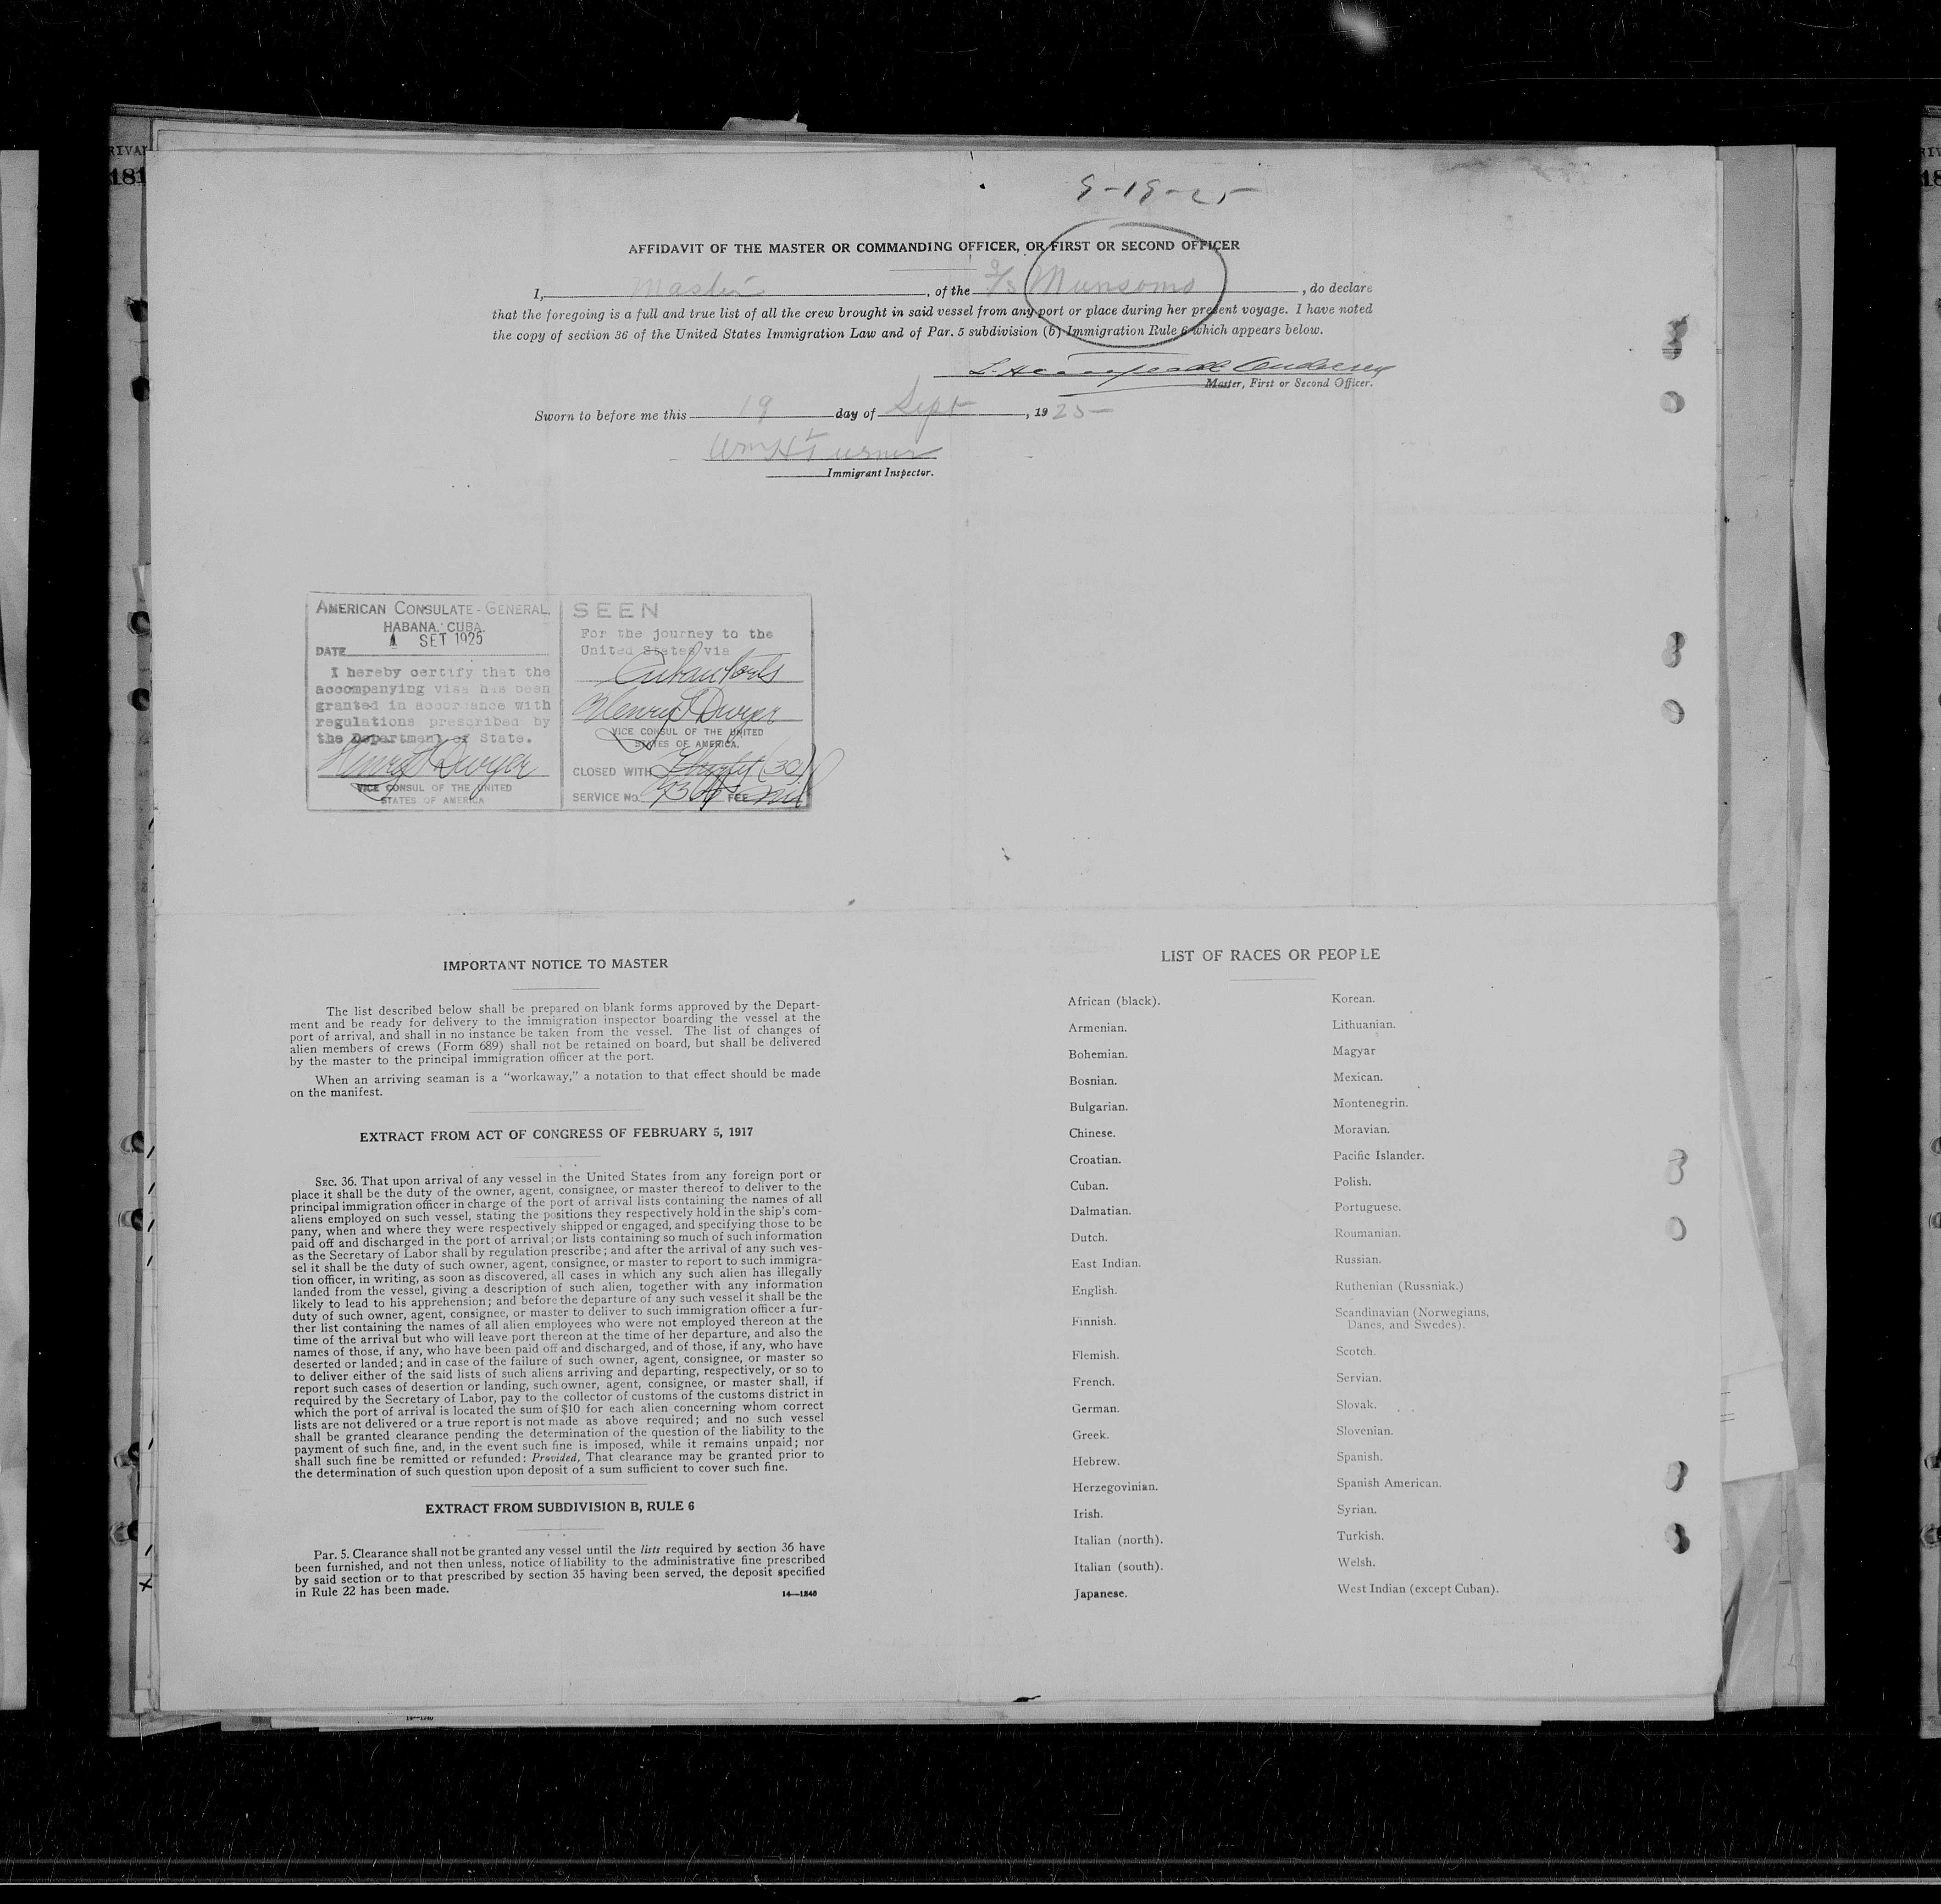 RIVAL
181
9-19-25
AFFIDAVIT OF THE MASTER OR COMMANDING OFFICER, OR FIRST OR SECOND OFFICER
I, Master, of the S/S Munsomo, do declare
that the foregoing is a full and true list of all the crew brought in said vessel from any port or place during her present voyage. I have noted
the copy of section 36 of the United States Immigration Law and of Par. 5 subdivision (b) Immigration Rule 6 which appears below.
Andersen
Master, First or Second Officer.
Sworn to before me this 19 day of Sept, 1925
Wm H Turner
Immigrant Inspector.
AMERICAN CONSULATE-GENERAL,
HABANA. CUBA.
DATE 1 SET 1925
I hereby certify that the
accompanying visa has been
granted in accordance with
regulations prescribed by
the Department of State.
Henry T Dwyer
VICE CONSUL OF THE UNITED
STATES OF AMERICA
SEEN
For the journey to the
United States via
Cuban Ports
Henry T Dwyer
VICE CONSUL OF THE UNITED
STATES OF AMERICA.
CLOSED WITH Thirty (30)
SERVICE No. FEE nil
IMPORTANT NOTICE TO MASTER
The list described below shall be prepared on blank forms approved by the Depart-
ment and be ready for delivery to the immigration inspector boarding the vessel at the
port of arrival, and shall in no instance be taken from the vessel. The list of changes of
alien members of crews (Form 689) shall not be retained on board, but shall be delivered
by the master to the principal immigration officer at the port.
When an arriving seaman is a "workaway," a notation to that effect should be made
on the manifest.
EXTRACT FROM ACT OF CONGRESS OF FEBRUARY 5, 1917
SEC. 36. That upon arrival of any vessel in the United States from any foreign port or
place it shall be the duty of the owner, agent, consignee, or master thereof to deliver to the
principal immigration officer in charge of the port of arrival lists containing the names of all
aliens employed on such vessel, stating the positions they respectively hold in the ship's com-
pany, when and where they were respectively shipped or engaged, and specifying those to be
paid off and discharged in the port of arrival; or lists containing so much of such information
as the Secretary of Labor shall by regulation prescribe; and after the arrival of any such ves-
sel it shall be the duty of such owner, agent, consignee, or master to report to such immigra-
tion officer, in writing, as soon as discovered, all cases in which any such alien has illegally
landed from the vessel, giving a description of such alien, together with any information
likely to lead to his apprehension; and before the departure of any such vessel it shall be the
duty of such owner, agent, consignee, or master to deliver to such immigration officer a fur-
ther list containing the names of all alien employees who were not employed thereon at the
time of the arrival but who will leave port thereon at the time of her departure, and also the
names of those, if any, who have been paid off and discharged, and of those, if any, who have
deserted or landed; and in case of the failure of such owner, agent, consignee, or master so
to deliver either of the said lists of such aliens arriving and departing, respectively, or so to
report such cases of desertion or landing, such owner, agent, consignee, or master shall, if
required by the Secretary of Labor, pay to the collector of customs of the customs district in
which the port of arrival is located the sum of $10 for each alien concerning whom correct
lists are not delivered or a true report is not made as above required; and no such vessel
shall be granted clearance pending the determination of the question of the liability to the
payment of such fine, and, in the event such fine is imposed, while it remains unpaid; nor
shall such fine be remitted or refunded: Provided, That clearance may be granted prior to
the determination of such question upon deposit of a sum sufficient to cover such fine.
EXTRACT FROM SUBDIVISION B, RULE 6
Par. 5. Clearance shall not be granted any vessel until the lists required by section 36 have
been furnished, and not then unless, notice of liability to the administrative fine prescribed
by said section or to that prescribed by section 35 having been served, the deposit specified
in Rule 22 has been made.
14—1240
LIST OF RACES OR PEOPLE
African (black).
Armenian.
Bohemian.
Bosnian.
Bulgarian.
Chinese.
Croatian.
Cuban.
Dalmatian.
Dutch.
East Indian.
English.
Finnish.
Flemish.
French.
German.
Greek.
Hebrew.
Herzegovinian.
Irish.
Italian (north).
Italian (south).
Japanese.
Korean.
Lithuanian.
Magyar
Mexican.
Montenegrin.
Moravian.
Pacific Islander.
Polish.
Portuguese.
Roumanian.
Russian.
Ruthenian (Russniak.)
Scandinavian (Norwegians,
Danes, and Swedes).
Scotch.
Servian.
Slovak.
Slovenian.
Spanish.
Spanish American.
Syrian.
Turkish.
Welsh.
West Indian (except Cuban).